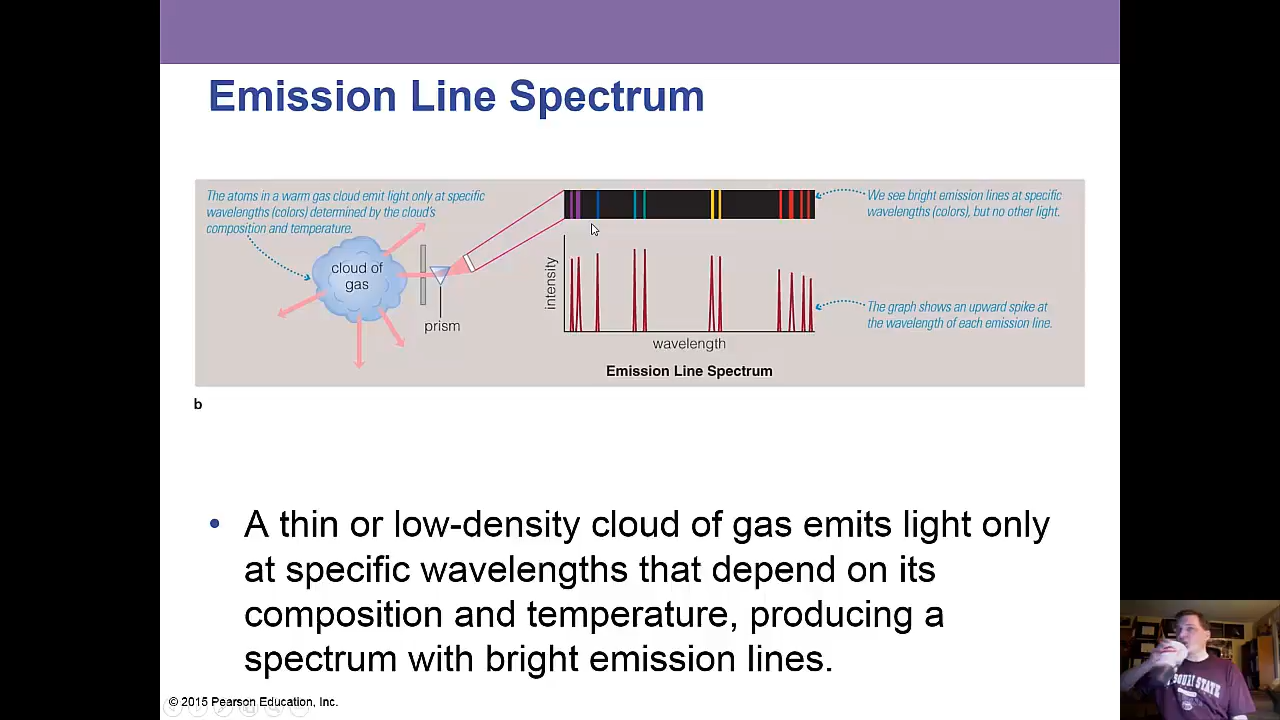 Emission Line Spectrum
The atoms in a warm gas cloud emit light only at specific
wavelengths (colors) determined by the cloud's
composition and temperature.
cloud of
gas
prism
intensity
wavelength
Emission Line Spectrum
We see bright emission lines at specific
wavelengths (colors), but no other light.
The graph shows an upward spike at
the wavelength of each emission line.
b
• A thin or low-density cloud of gas emits light only
at specific wavelengths that depend on its
composition and temperature, producing a
spectrum with bright emission lines.
© 2015 Pearson Education, Inc.
STATE